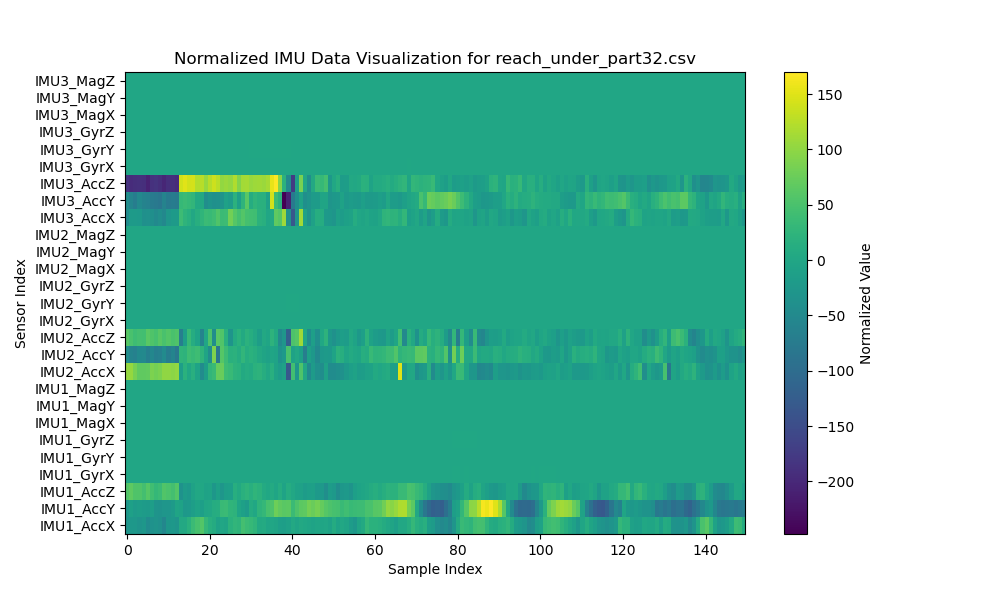 Normalized IMU Data Visualization for reach_under_part32.csv
IMU3_MagZ
IMU3_MagY
IMU3_MagX
IMU3_GyrZ
IMU3_GyrY
IMU3_GyrX
IMU3_AccZ
IMU3_AccY
IMU3_AccX
IMU2_MagZ
IMU2_MagY
IMU2_MagX
IMU2_GyrZ
IMU2_GyrY
IMU2_GyrX
IMU2_AccZ
IMU2_AccY
IMU2_AccX
IMU1_MagZ
IMU1_MagY
IMU1_MagX
IMU1_GyrZ
IMU1_GyrY
IMU1_GyrX
IMU1_AccZ
IMU1_AccY
IMU1_AccX
Sensor Index
0 20 40 60 80 100 120 140
Sample Index
150
100
50
0
−50
−100
−150
−200
Normalized Value